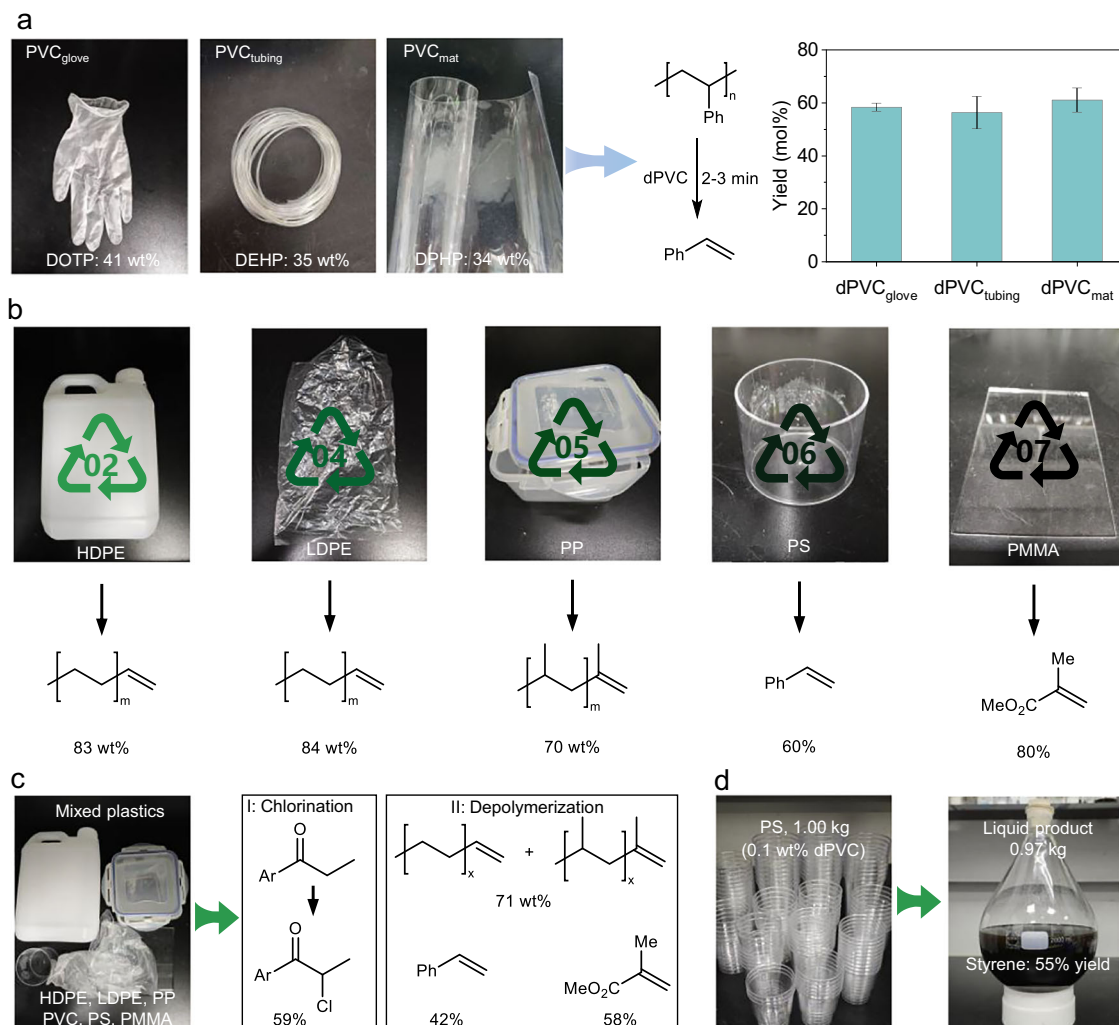 a
PVCglove
DOTP: 41 wt%
PVCtubing
DEHP: 35 wt%
PVCmat
DPHP: 34 wt%
n
Ph
dPVC
2-3 min
Ph
Yield (mol%)
80
60
40
20
0
dPVCglove
dPVCtubing
dPVCmat
b
02
HDPE
04
LDPE
05
PP
06
PS
07
PMMA
m
83 wt%
m
84 wt%
m
70 wt%
Ph
60%
Me
MeO2C
80%
c
Mixed plastics
HDPE, LDPE, PP
PVC, PS, PMMA
I: Chlorination
O
Ar
O
Ar
Cl
59%
II: Depolymerization
x
+
x
71 wt%
Ph
42%
Me
MeO2C
58%
d
PS, 1.00 kg
(0.1 wt% dPVC)
Liquid product
0.97 kg
Styrene: 55% yield